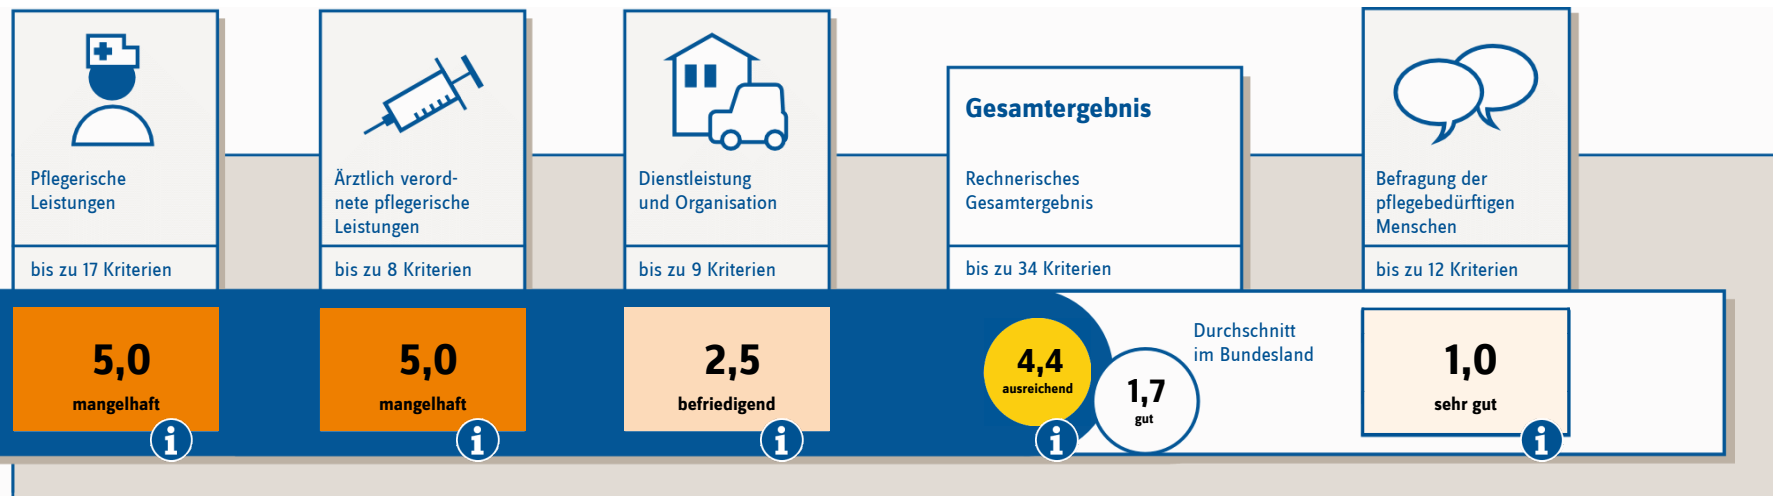 Pflegerische
Leistungen
bis zu 17 Kriterien
5,0
mangelhaft
i
Ärztlich verord-
nete pflegerische
Leistungen
bis zu 8 Kriterien
5,0
mangelhaft
i
Dienstleistung
und Organisation
bis zu 9 Kriterien
2,5
befriedigend
i
Gesamtergebnis
Rechnerisches
Gesamtergebnis
bis zu 34 Kriterien
4,4
ausreichend
i
1,7
gut
Durchschnitt
im Bundesland
Befragung der
pflegebedürftigen
Menschen
bis zu 12 Kriterien
1,0
sehr gut
i